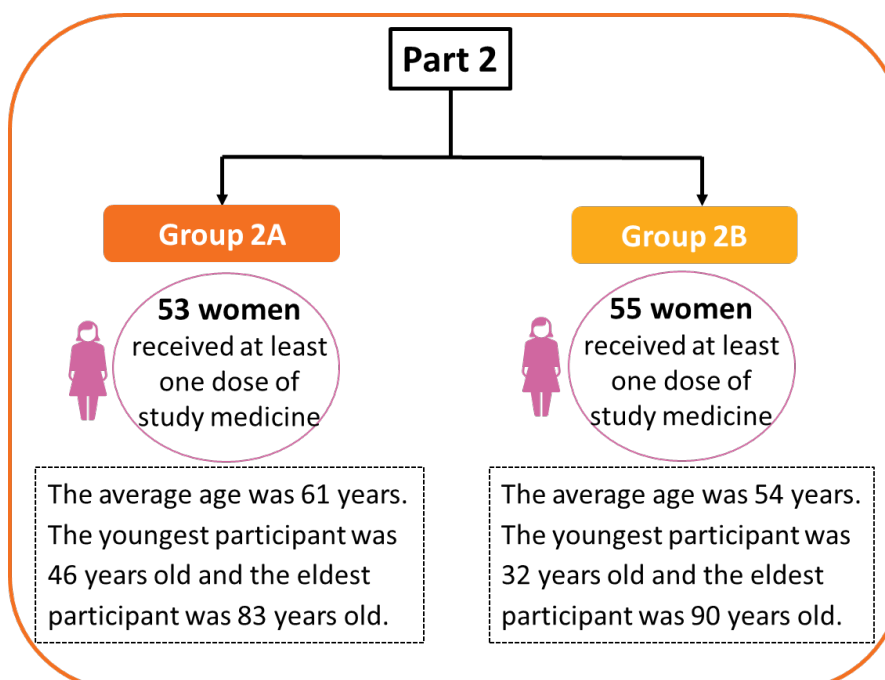 Part 2
Group 2A
53 women
received at least
one dose of
study medicine
The average age was 61 years.
The youngest participant was
46 years old and the eldest
participant was 83 years old.
Group 2B
55 women
received at least
one dose of
study medicine
The average age was 54 years.
The youngest participant was
32 years old and the eldest
participant was 90 years old.